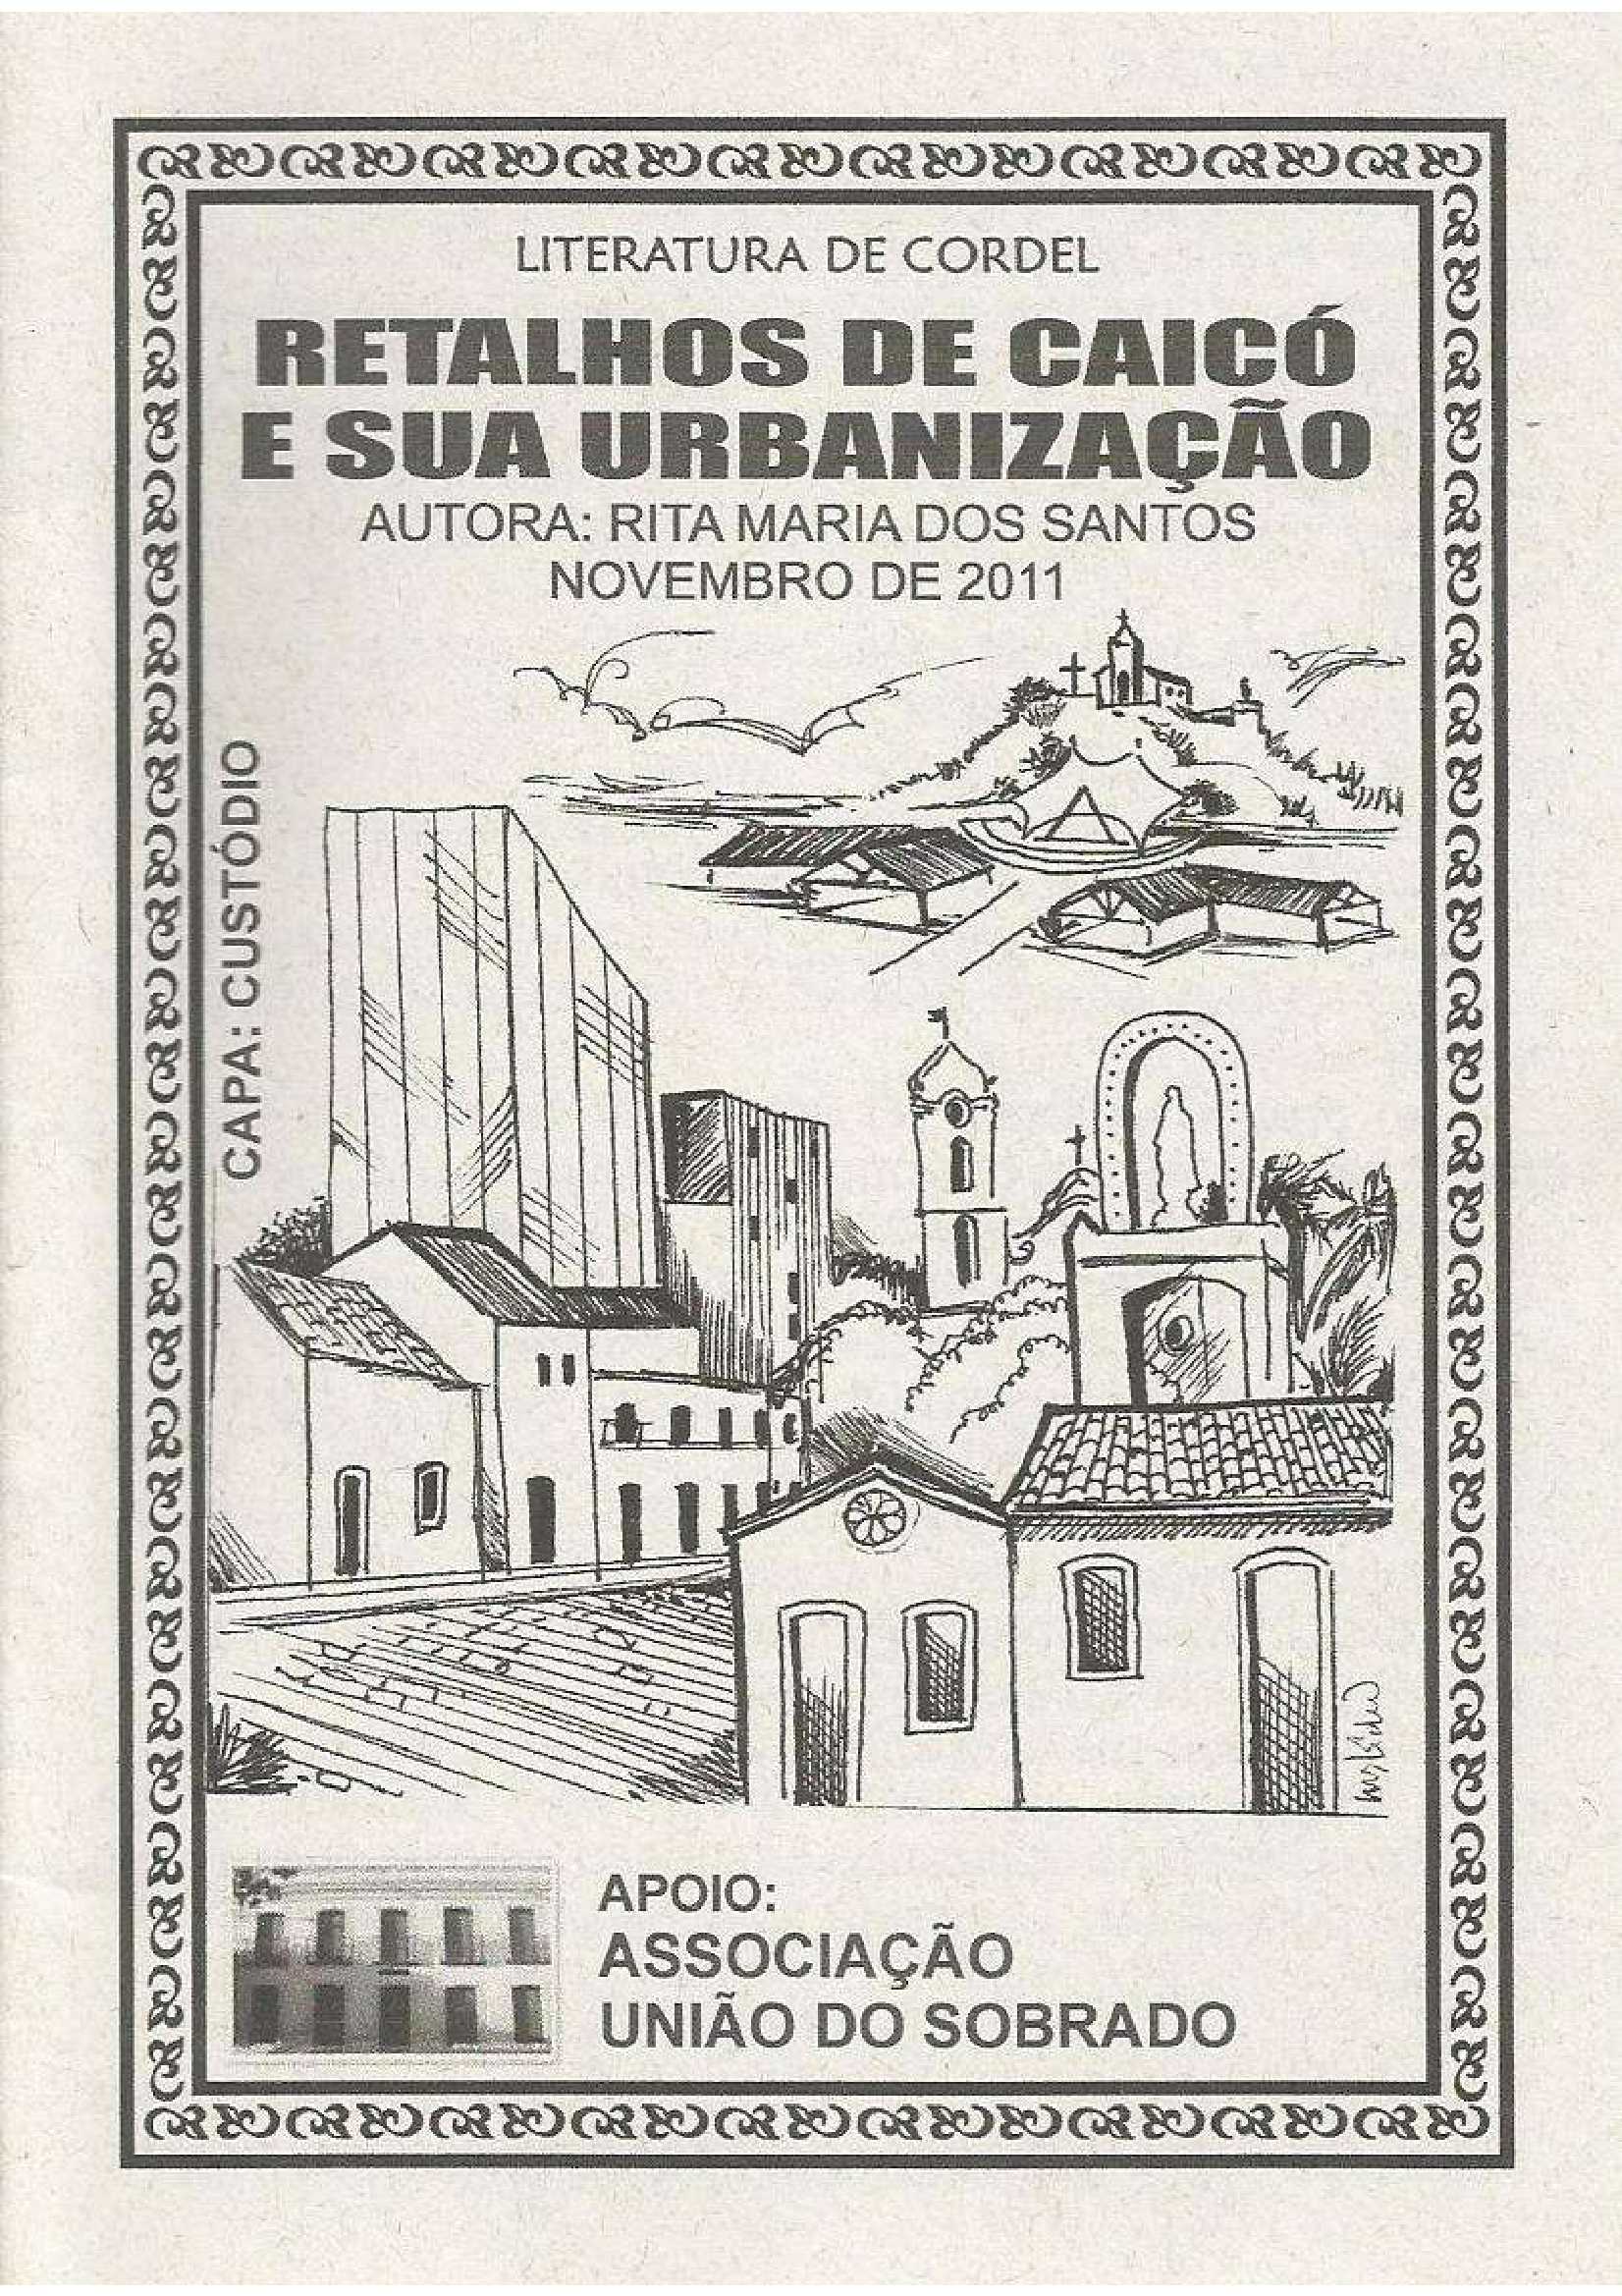 LITERATURA DE CORDEL
RETALHOS DE CAICÓ
E SUA URBANIZAÇÃO
AUTORA: RITA MARIA DOS SANTOS
NOVEMBRO DE 2011
CAPA: CUSTÓDIO
APOIO:
ASSOCIAÇÃO
UNIÃO DO SOBRADO